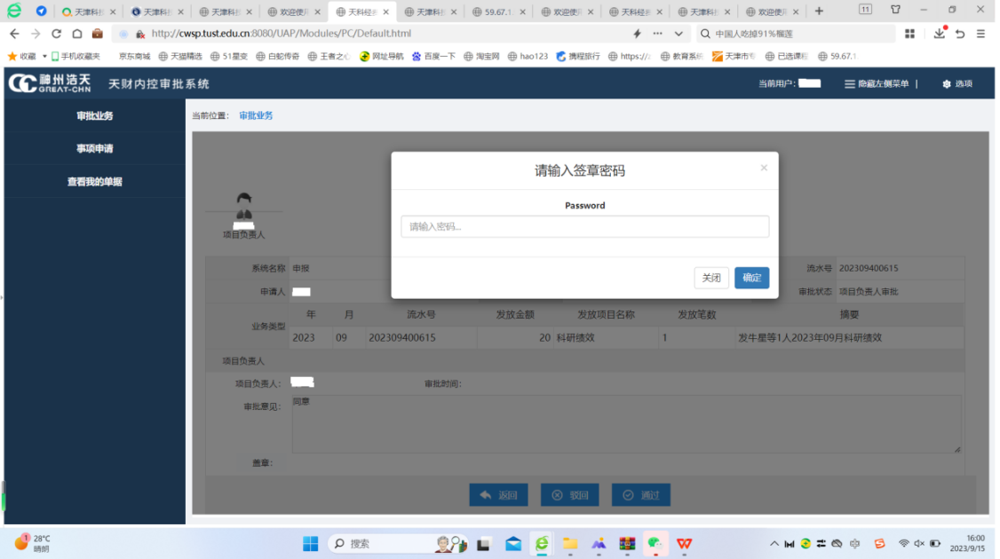 天津科技 天津科技 天津科技 欢迎使用 天科经多 天津科技 59.67.1 欢迎使用 天科经多 天津科技 欢迎使用 11
http://cwsp.tust.edu.cn:8080/UAP/Modules/PC/Default.html 中国人吃掉91%榴莲
收藏 手机收藏夹 京东商城 天猫精选 51星变 白蛇传奇 王者之心 网址导航 百度一下 淘宝网 hao123 携程旅行 https:// 教育系统 天津市专 已选课程 59.67.1
神州浩天
GREAT-CHN
天财内控审批系统 当前用户: 隐藏左侧菜单 | 选项
审批业务
事项申请
查看我的单据
当前位置: 审批业务
请输入签章密码 ×
Password
请输入密码...
关闭 确定
项目负责人
系统名称 申报 流水号 202309400615
申请人 审批状态 项目负责人审批
业务类型 年 月 流水号 发放金额 发放项目名称 发放笔数 摘要
2023 09 202309400615 20 科研绩效 1 发牛星等1人2023年09月科研绩效
项目负责人
项目负责人: 审批时间:
审批意见: 同意
盖章:
返回 驳回 通过
1 28°C
晴朗
搜索
16:00
2023/9/15